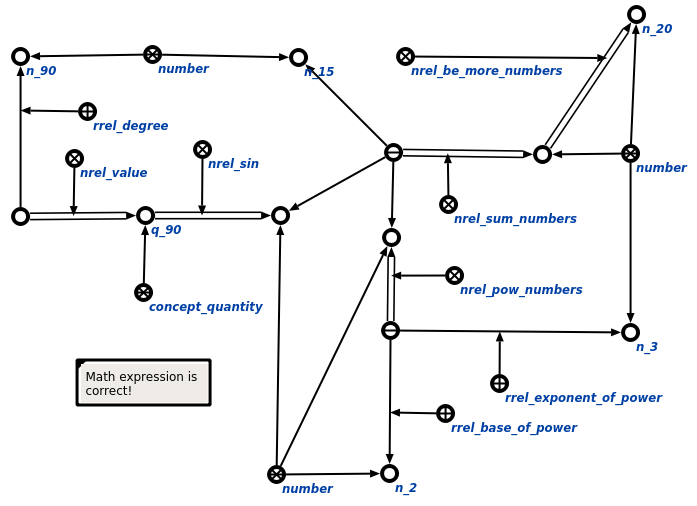 n_20
n_90
number
n_15
nrel_be_more_numbers
rrel_degree
nrel_value
nrel_sin
number
nrel_sum_numbers
q_90
concept_quantity
nrel_pow_numbers
n_3
Math expression is
correct!
rrel_exponent_of_power
rrel_base_of_power
number
n_2